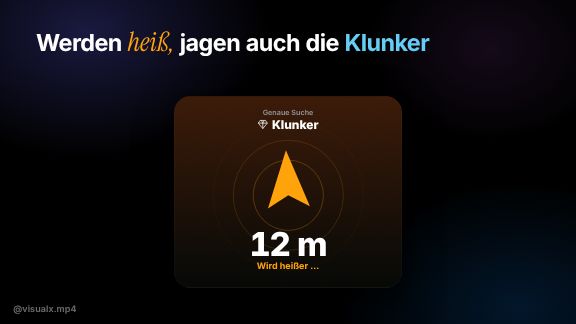 Werden heiß, jagen auch die Klunker
Genaue Suche
Klunker
12 m
Wird heißer ...
@visualx.mp4